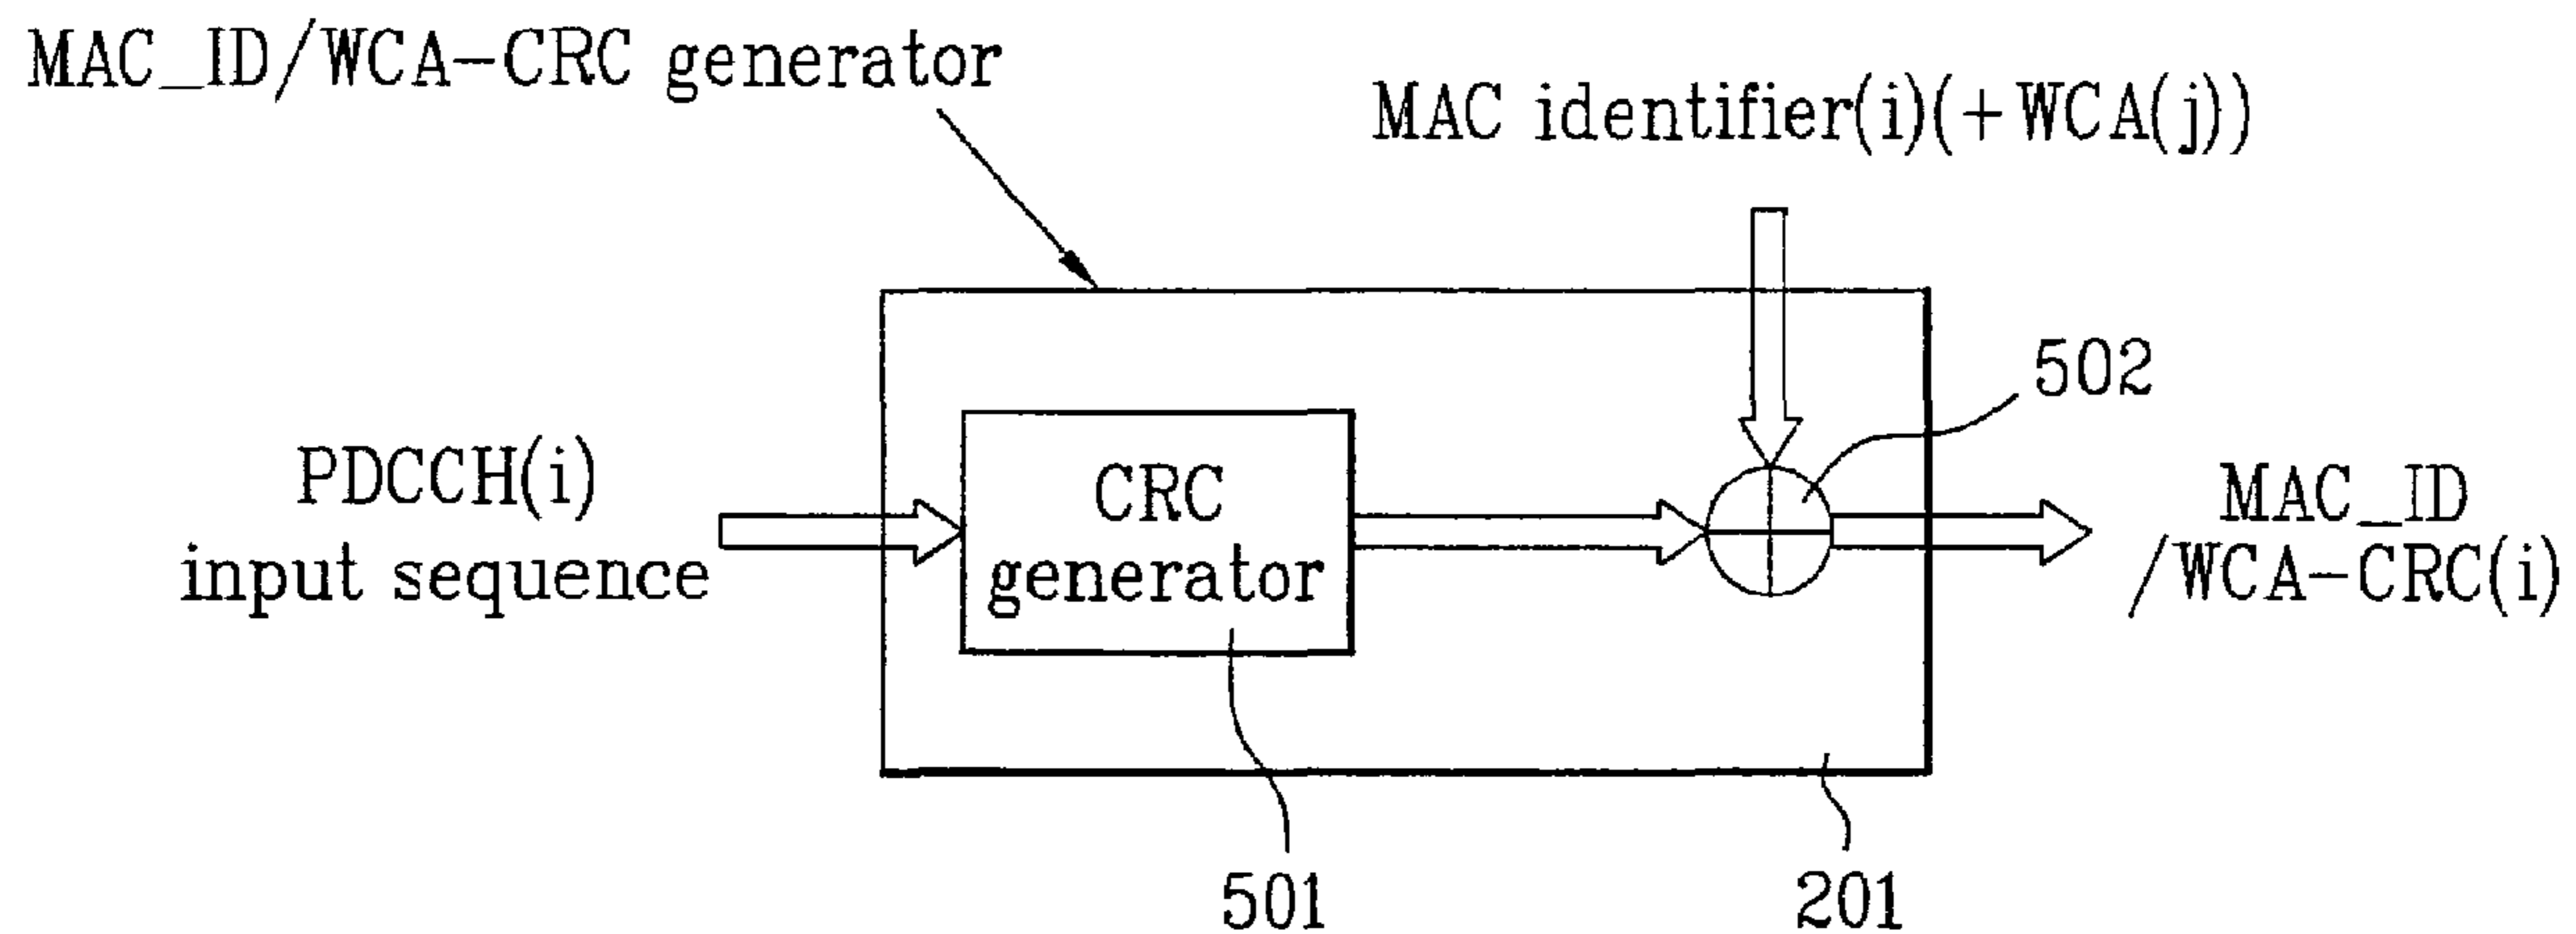 MAC_ID/WCA-CRC generator
MAC identifier(i)(+WCA(j))
502
PDCCH(i)
input sequence
CRC
generator
MAC_ID
/WCA-CRC(i)
501
201